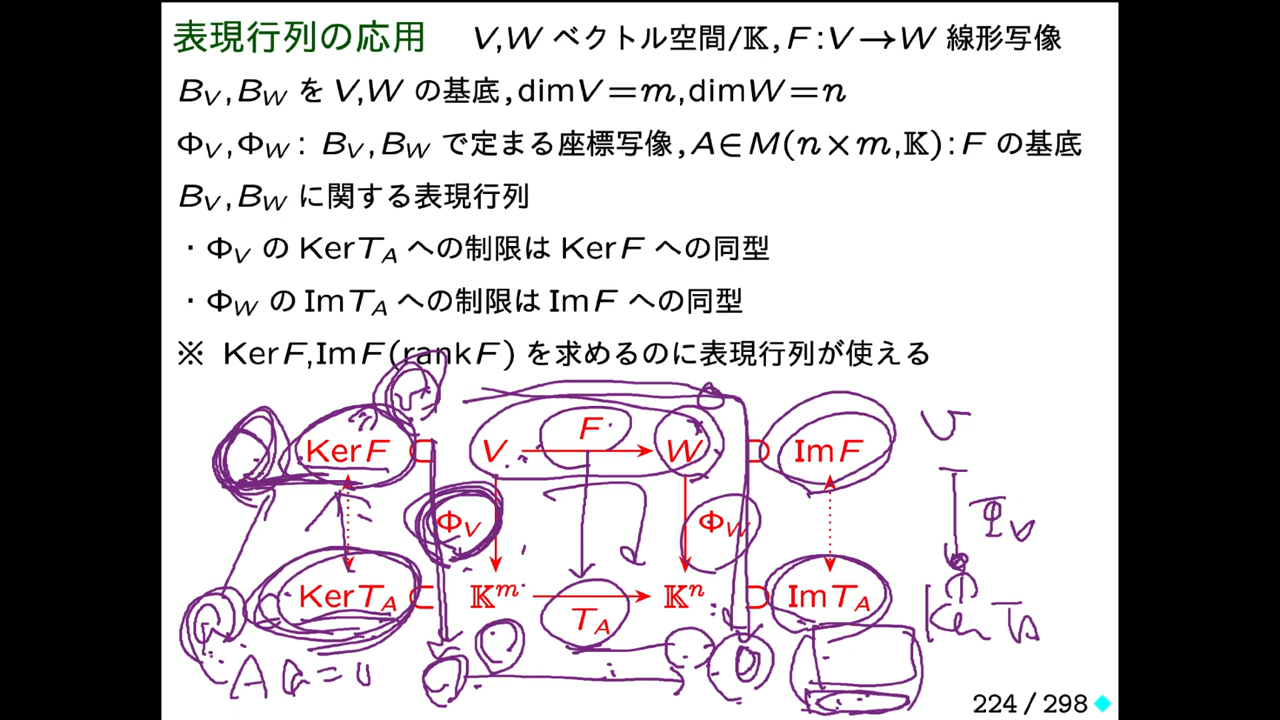 表現行列の応用 V,W ベクトル空間/𝕂, F:V→W 線形写像
B_V,B_W を V,W の基底,dimV=m,dimW=n
Φ_V,Φ_W: B_V,B_W で定まる座標写像,A∈M(n×m,𝕂):F の基底
B_V,B_W に関する表現行列
・Φ_V の KerT_A への制限は KerF への同型
・Φ_W の ImT_A への制限は ImF への同型
※ KerF,ImF(rankF) を求めるのに表現行列が使える
KerF ⊂ V → F W ⊃ ImF
Φ_V Φ_W Φ_V
KerT_A ⊂ 𝕂^m → T_A 𝕂^n ⊃ ImT_A Ker T_A
224 / 298